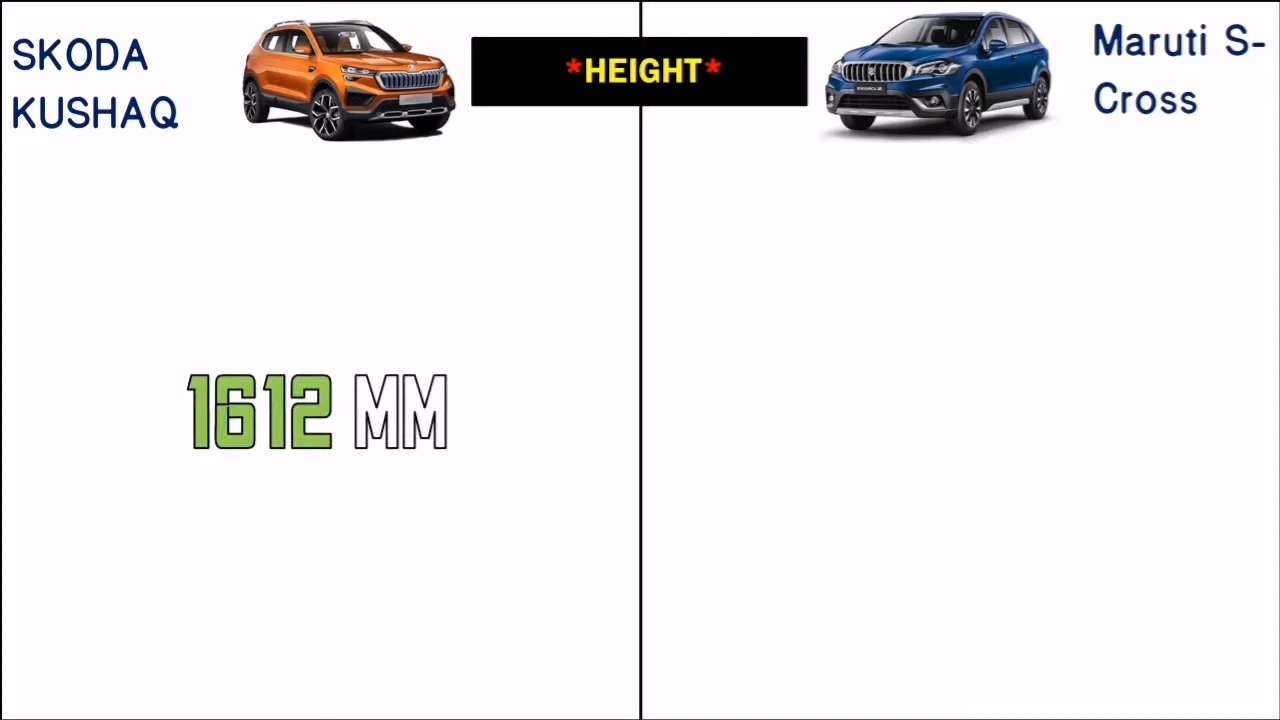 SKODA
KUSHAQ
*HEIGHT*
Maruti S-
Cross
1612 MM